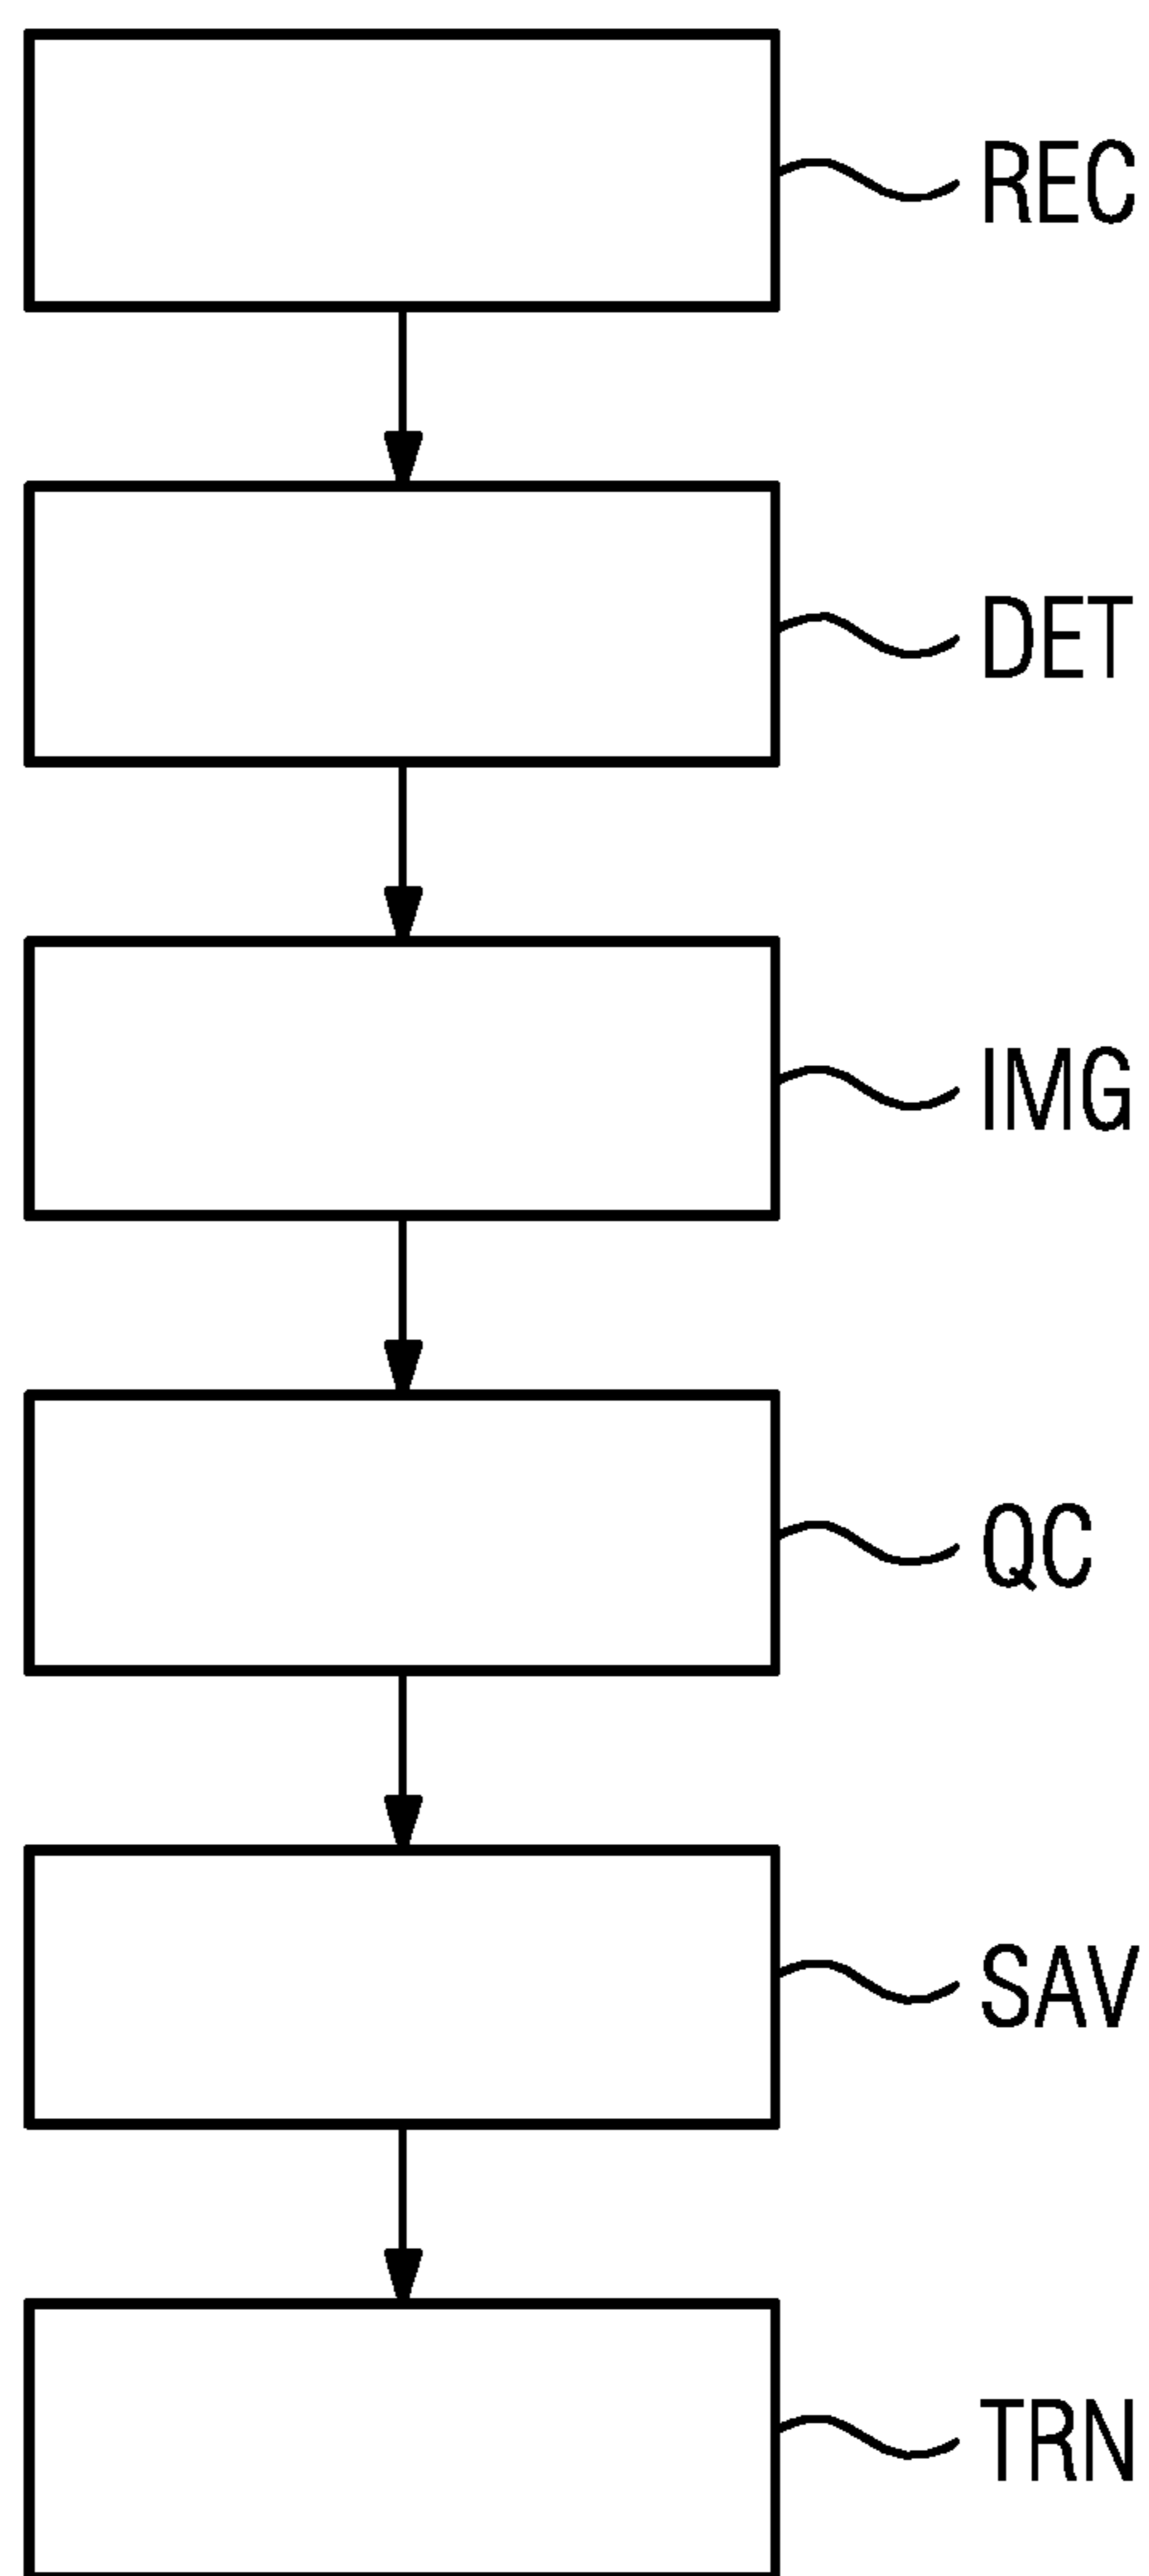 REC
DET
IMG
QC
SAV
TRN